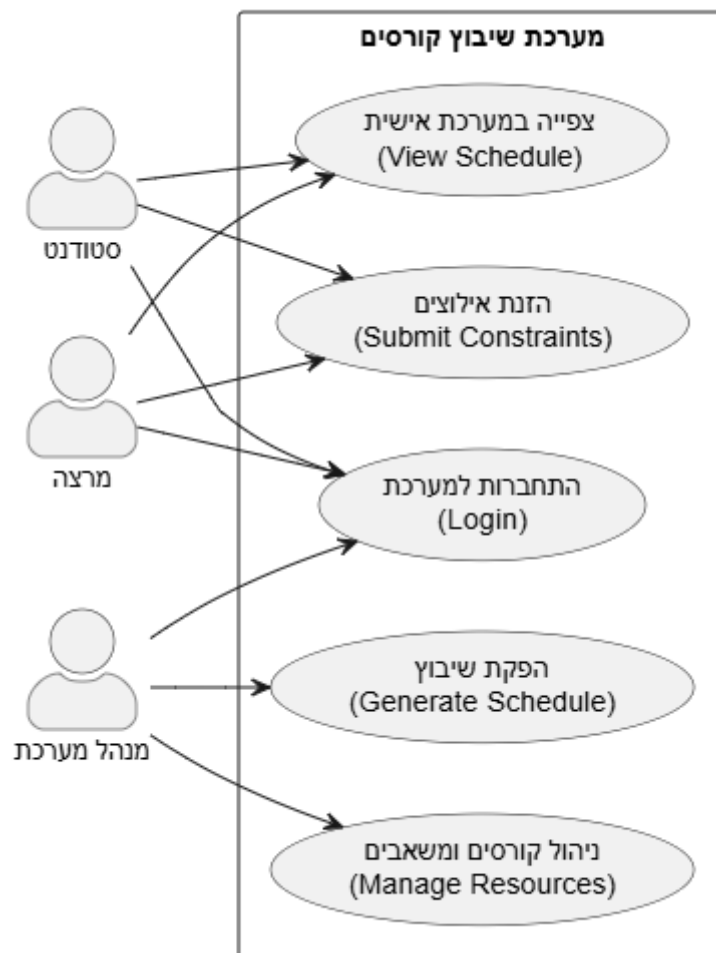 מערכת שיבוץ קורסים
צפייה במערכת אישית
(View Schedule)
סטודנט
הזנת אילוצים
(Submit Constraints)
מרצה
התחברות למערכת
(Login)
הפקת שיבוץ
(Generate Schedule)
מנהל מערכת
ניהול קורסים ומשאבים
(Manage Resources)